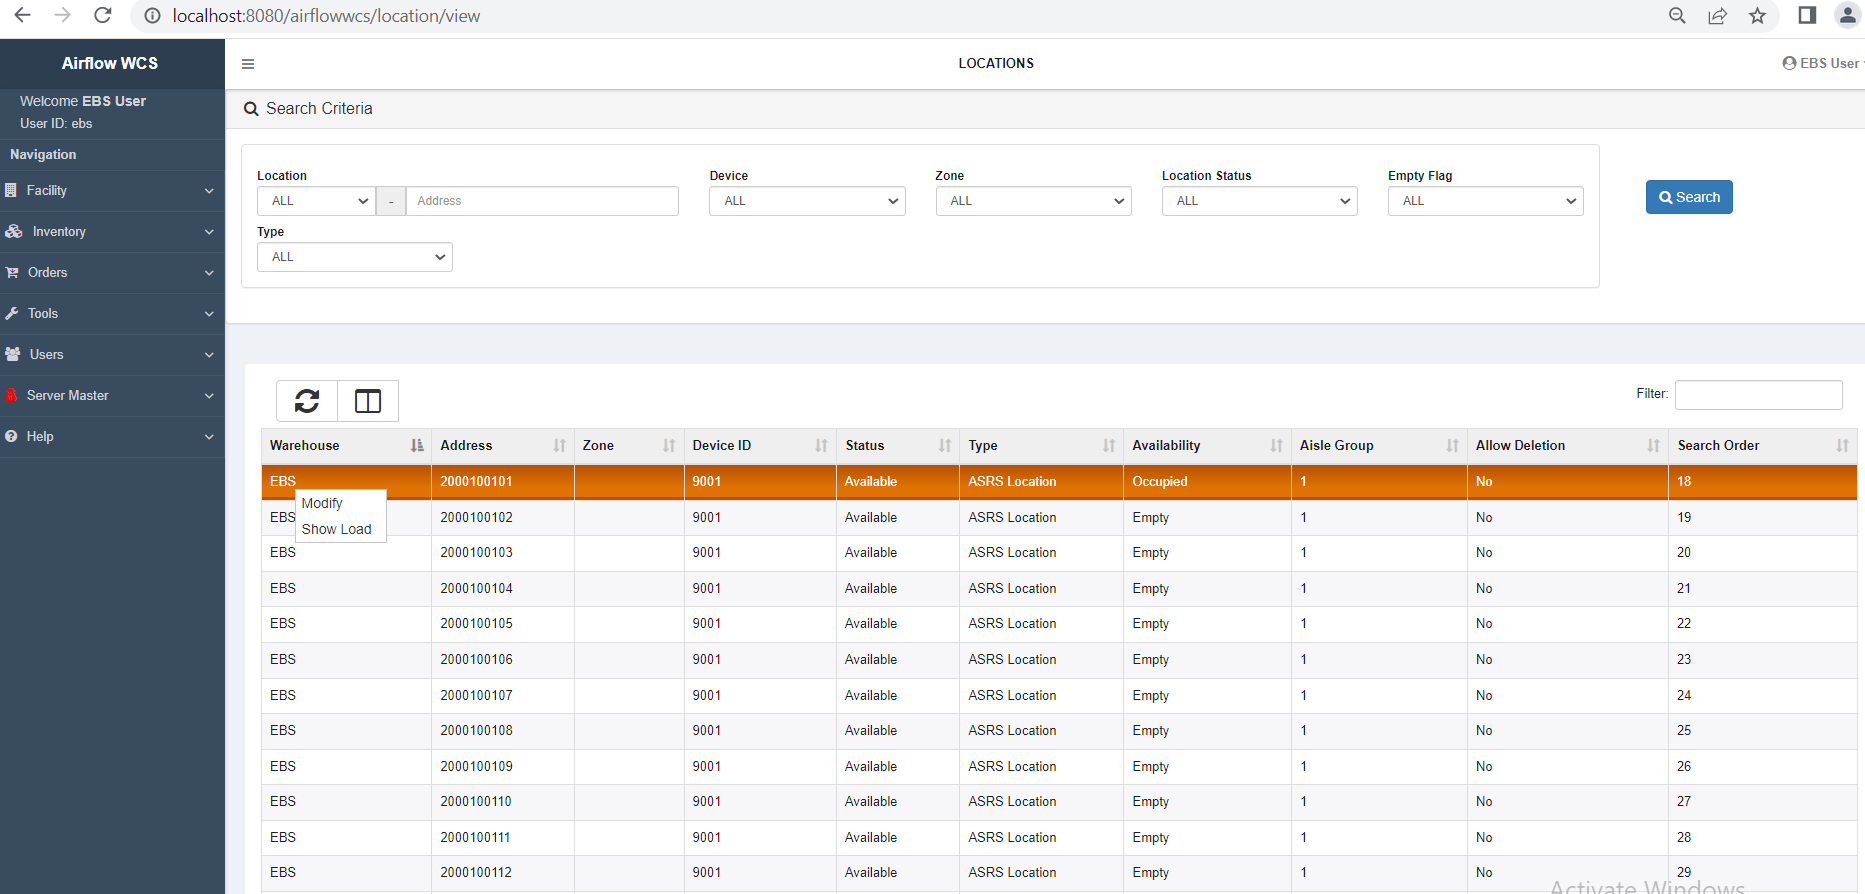 localhost:8080/airflowwcs/location/view
Airflow WCS
LOCATIONS
EBS User
Welcome EBS User
User ID: ebs
Navigation
Facility
Inventory
Orders
Tools
Users
Server Master
Help
Search Criteria
Location
Device
Zone
Location Status
Empty Flag
ALL - Address
ALL
ALL
ALL
ALL
Search
Type
ALL
Filter:
Warehouse Address Zone Device ID Status Type Availability Aisle Group Allow Deletion Search Order
EBS 2000100101 9001 Available ASRS Location Occupied 1 No 18
Modify
Show Load
EBS 2000100102 9001 Available ASRS Location Empty 1 No 19
EBS 2000100103 9001 Available ASRS Location Empty 1 No 20
EBS 2000100104 9001 Available ASRS Location Empty 1 No 21
EBS 2000100105 9001 Available ASRS Location Empty 1 No 22
EBS 2000100106 9001 Available ASRS Location Empty 1 No 23
EBS 2000100107 9001 Available ASRS Location Empty 1 No 24
EBS 2000100108 9001 Available ASRS Location Empty 1 No 25
EBS 2000100109 9001 Available ASRS Location Empty 1 No 26
EBS 2000100110 9001 Available ASRS Location Empty 1 No 27
EBS 2000100111 9001 Available ASRS Location Empty 1 No 28
EBS 2000100112 9001 Available ASRS Location Empty 1 No 29
Activate Windows